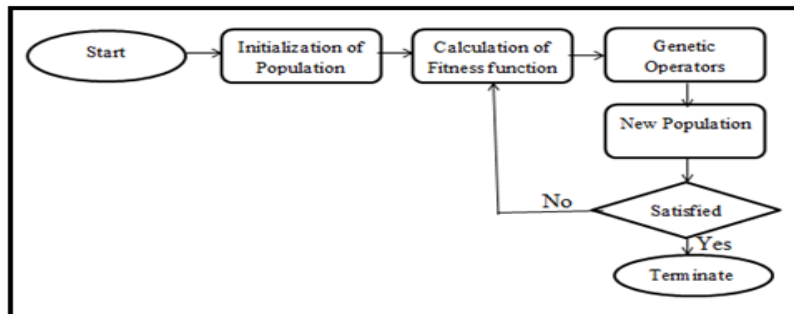 Start
Initialization of
Population
Calculation of
Fitness function
Genetic
Operators
New Population
Satisfied
No
Yes
Terminate